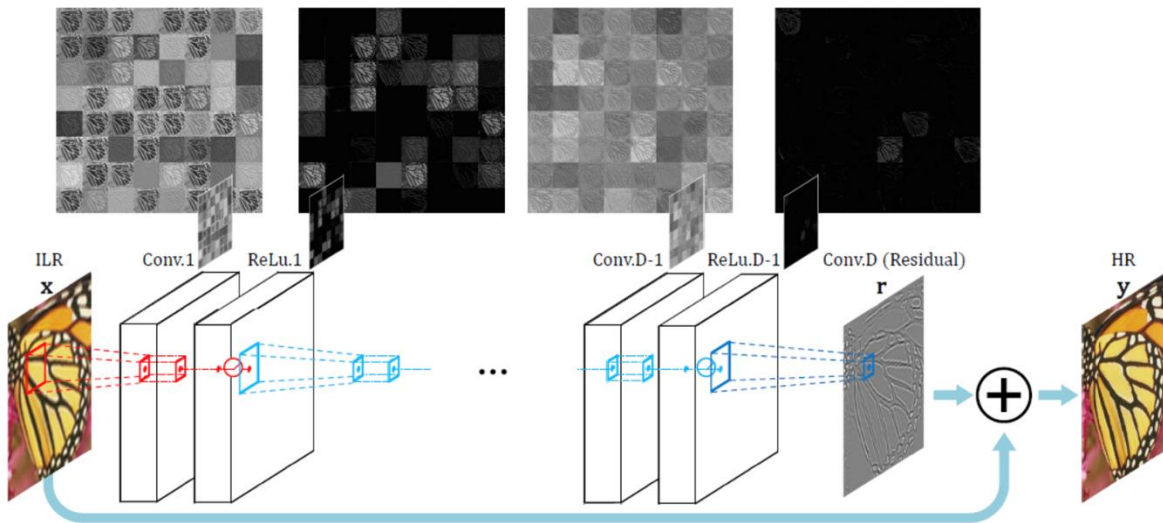 ILR
x
Conv.1
ReLu.1
Conv.D-1
ReLu.D-1
Conv.D (Residual)
r
HR
y
...